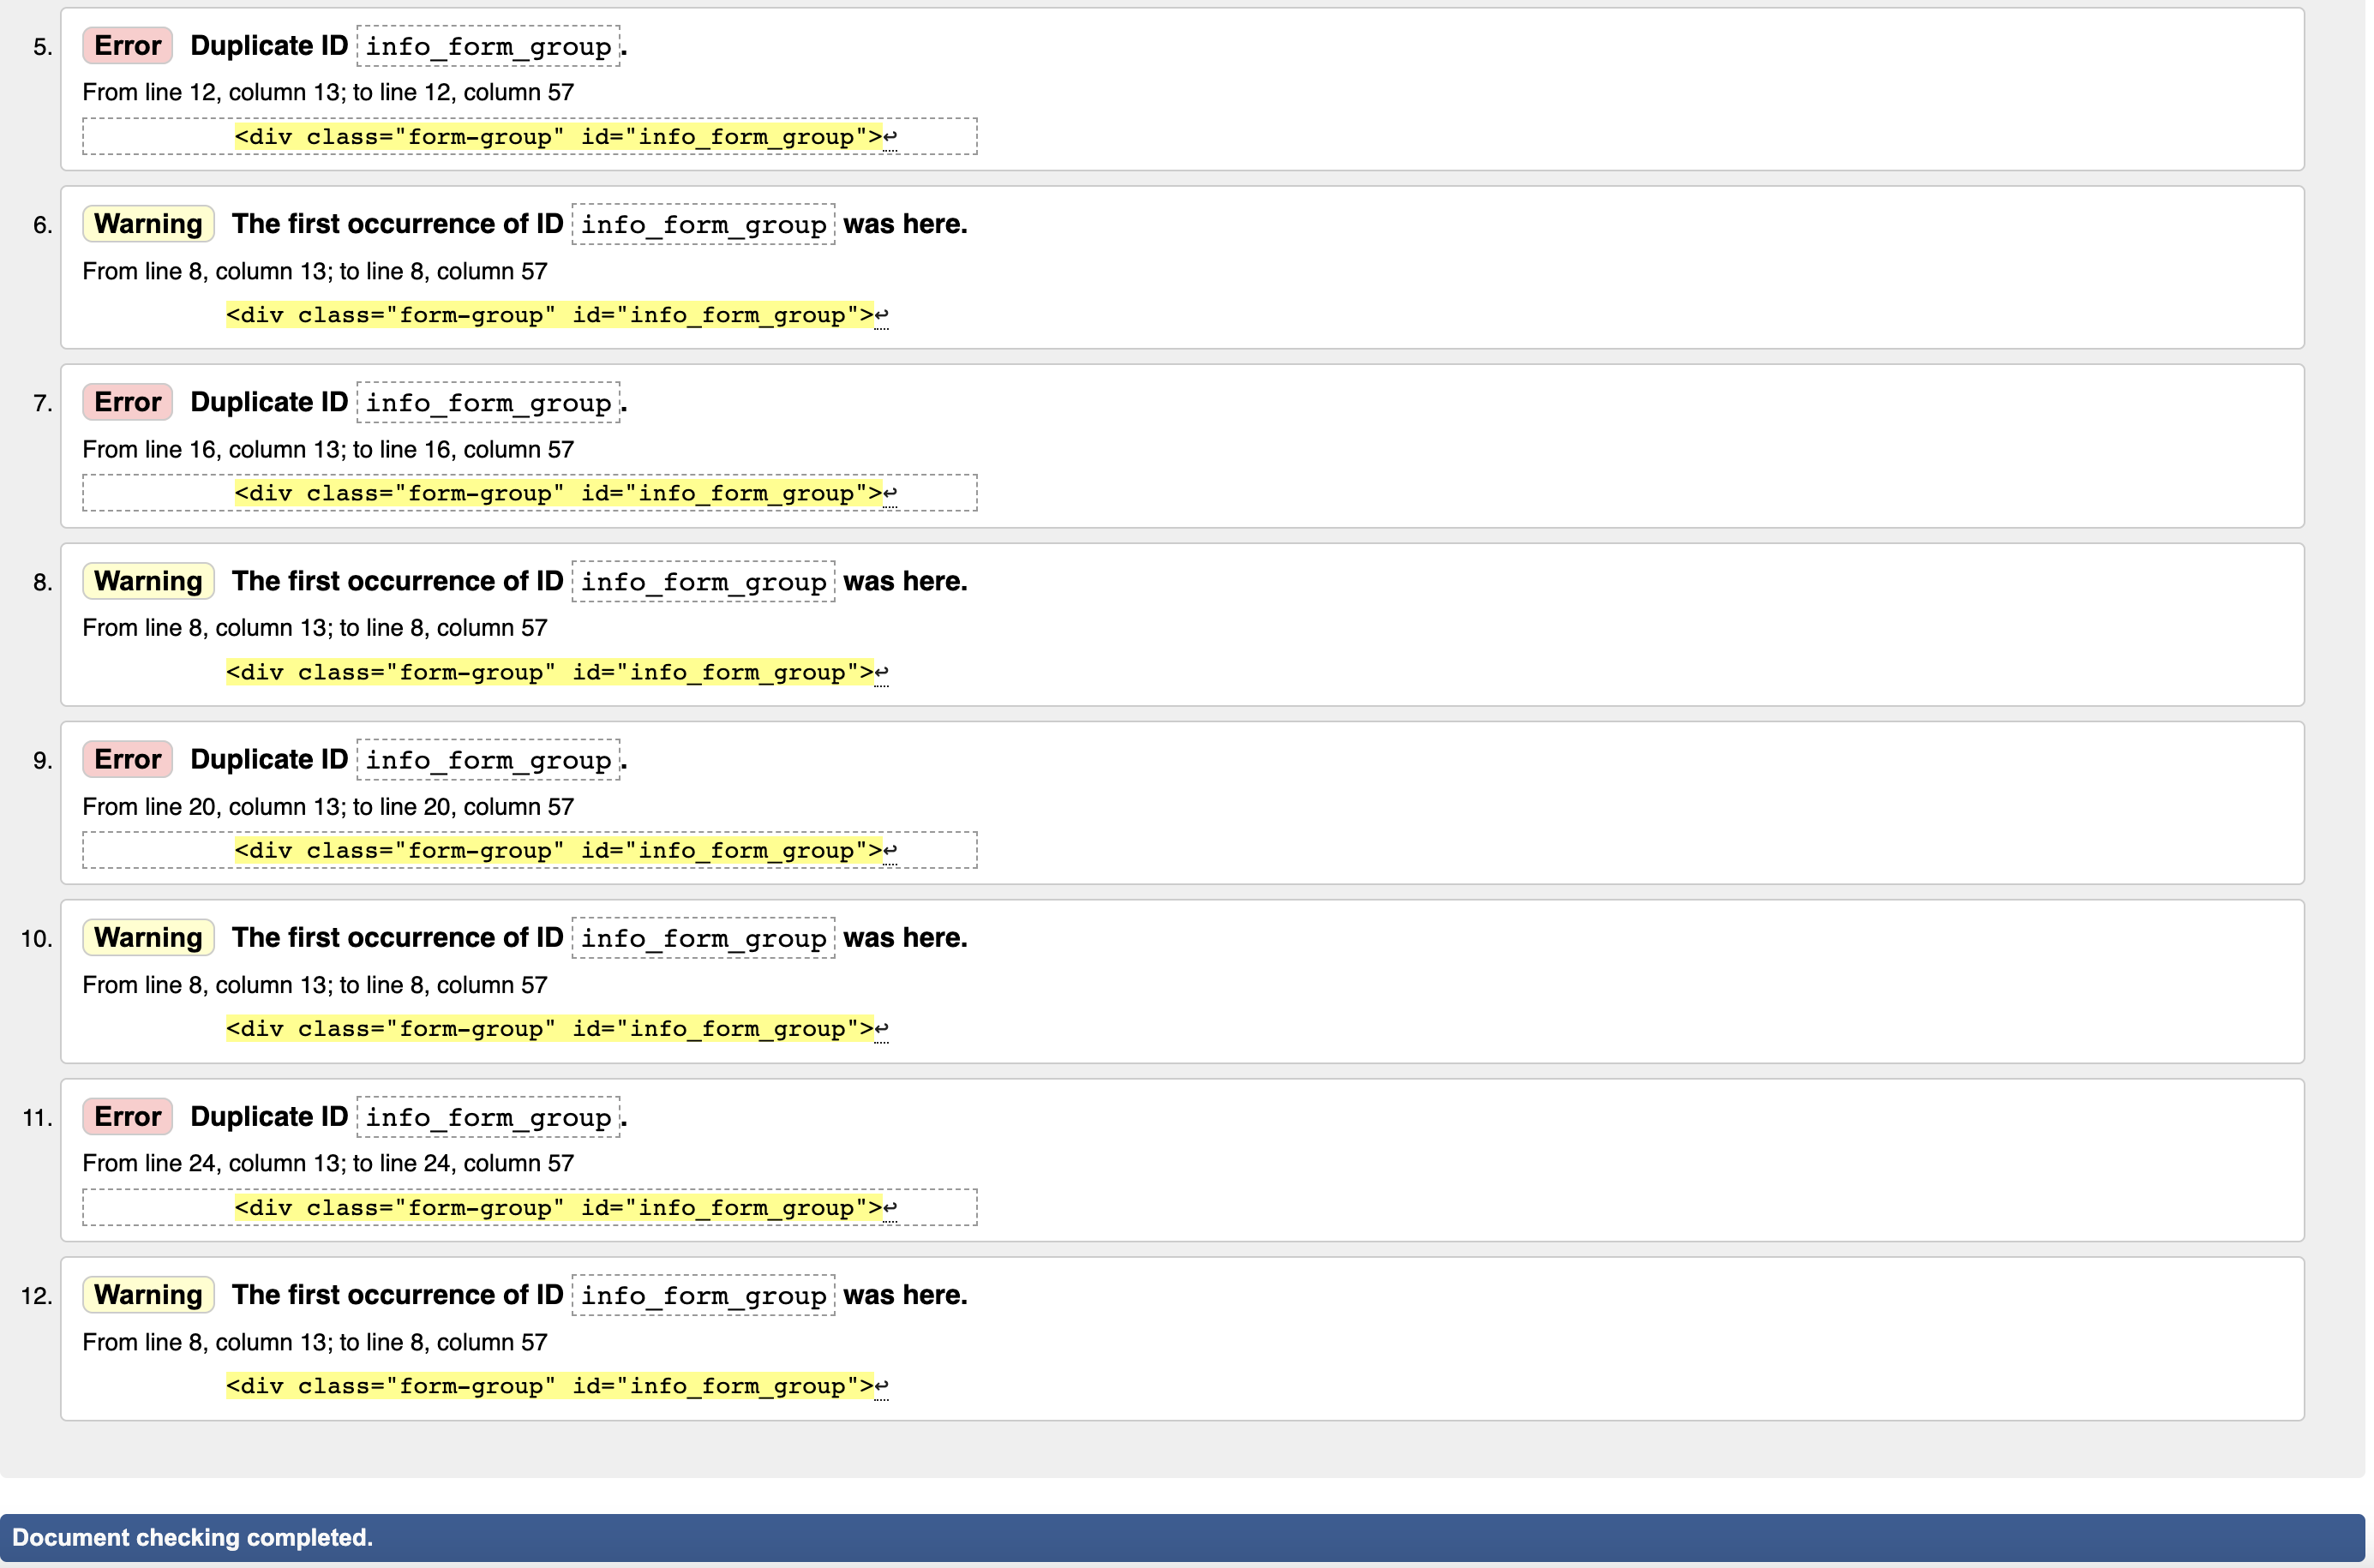 5. Error Duplicate ID info_form_group.
From line 12, column 13; to line 12, column 57
<div class="form-group" id="info_form_group">↩
6. Warning The first occurrence of ID info_form_group was here.
From line 8, column 13; to line 8, column 57
<div class="form-group" id="info_form_group">↩
7. Error Duplicate ID info_form_group.
From line 16, column 13; to line 16, column 57
<div class="form-group" id="info_form_group">↩
8. Warning The first occurrence of ID info_form_group was here.
From line 8, column 13; to line 8, column 57
<div class="form-group" id="info_form_group">↩
9. Error Duplicate ID info_form_group.
From line 20, column 13; to line 20, column 57
<div class="form-group" id="info_form_group">↩
10. Warning The first occurrence of ID info_form_group was here.
From line 8, column 13; to line 8, column 57
<div class="form-group" id="info_form_group">↩
11. Error Duplicate ID info_form_group.
From line 24, column 13; to line 24, column 57
<div class="form-group" id="info_form_group">↩
12. Warning The first occurrence of ID info_form_group was here.
From line 8, column 13; to line 8, column 57
<div class="form-group" id="info_form_group">↩
Document checking completed.